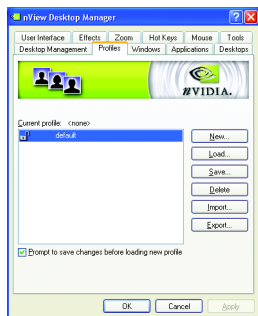 nView Desktop Manager
User Interface Effects Zoom Hot Keys Mouse Tools
Desktop Management Profiles Windows Applications Desktops
nVIDIA.
Current profile: <none>
default
New...
Load...
Save...
Delete
Import...
Export...
Prompt to save changes before loading new profile
OK Cancel Apply